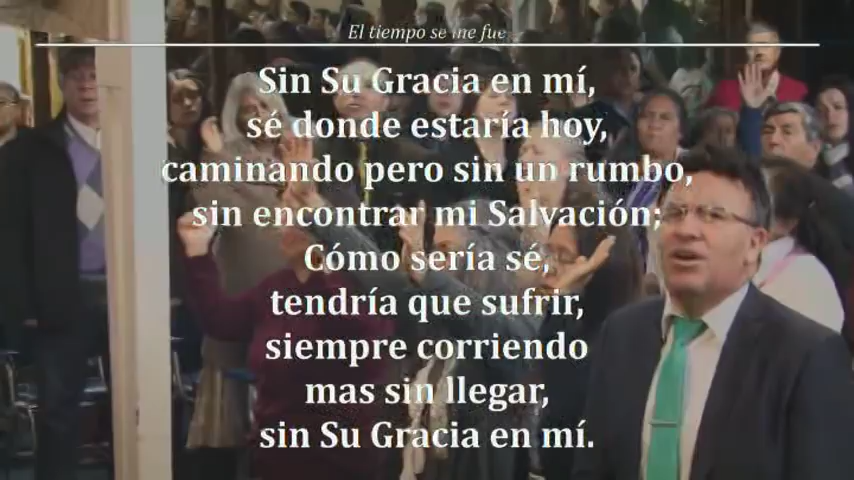 El tiempo se me fue
Sin Su Gracia en mí,
sé donde estaría hoy,
caminando pero sin un rumbo,
sin encontrar mi Salvación;
Cómo sería sé,
tendría que sufrir,
siempre corriendo
mas sin llegar,
sin Su Gracia en mí.